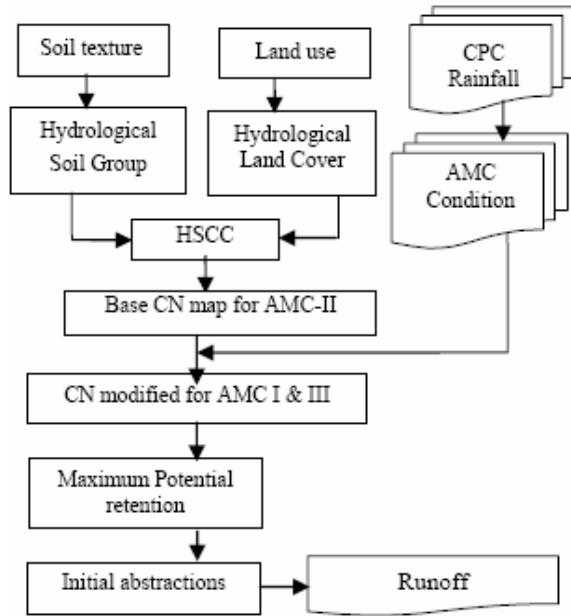 Soil texture
Land use
CPC
Rainfall
Hydrological
Soil Group
Hydrological
Land Cover
AMC
Condition
HSCC
Base CN map for AMC-II
CN modified for AMC I & III
Maximum Potential
retention
Initial abstractions
Runoff